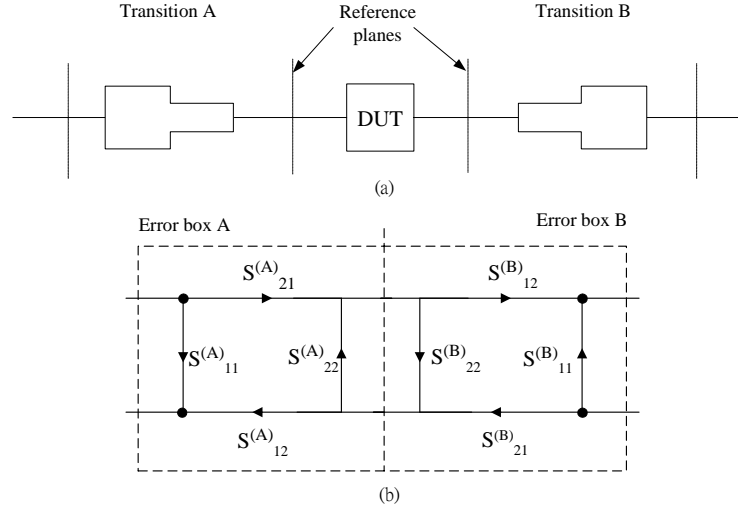 Transition A
Reference
planes
Transition B
DUT
(a)
Error box A
Error box B
S(A)21
S(B)12
S(A)11
S(A)22
S(B)22
S(B)11
S(A)12
S(B)21
(b)